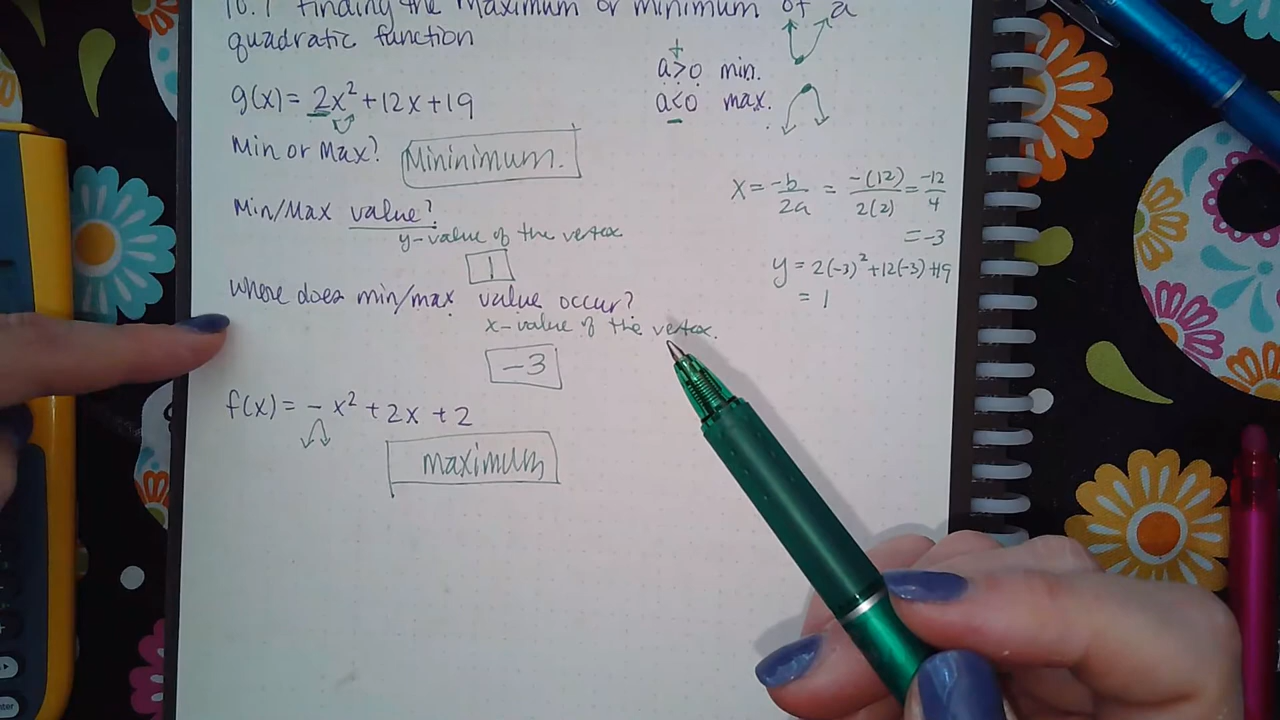 10.1 Finding the Maximum or minimum of a
quadratic function
+
a>0 min.
a<0 max.
g(x) = 2x² + 12x + 19
Min or Max? Mininimum.
x = -b/2a = -(12)/2(2) = -12/4
= -3
Min/Max value?
y-value of the vertex
1
y = 2(-3)² + 12(-3) + 19
= 1
Where does min/max value occur?
x-value of the vertex.
-3
f(x) = - x² + 2x + 2
maximum